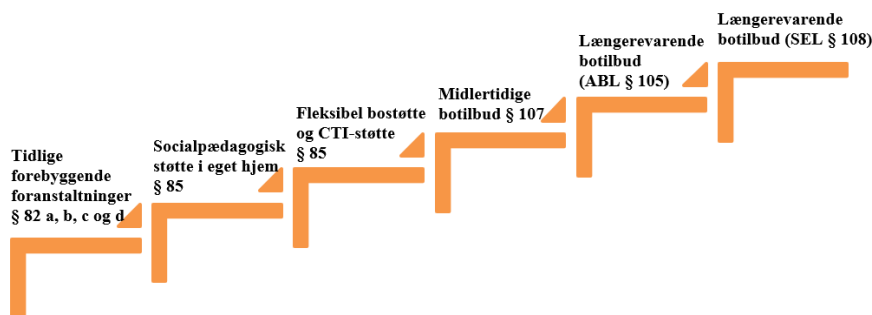 Tidlige
forebyggende
foranstaltninger
§ 82 a, b, c og d
Socialpædagogisk
støtte i eget hjem
§ 85
Fleksibel bostøtte
og CTI-støtte
§ 85
Midlertidige
botilbud § 107
Længerevarende
botilbud
(ABL § 105)
Længerevarende
botilbud (SEL § 108)